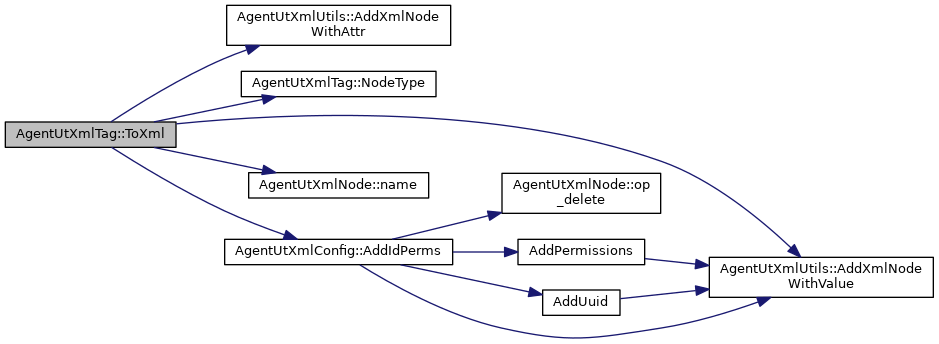 AgentUtXmlUtils::AddXmlNode
WithAttr
AgentUtXmlTag::NodeType
AgentUtXmlTag::ToXml
AgentUtXmlNode::name
AgentUtXmlNode::op
_delete
AgentUtXmlConfig::AddIdPerms
AddPermissions
AgentUtXmlUtils::AddXmlNode
WithValue
AddUuid